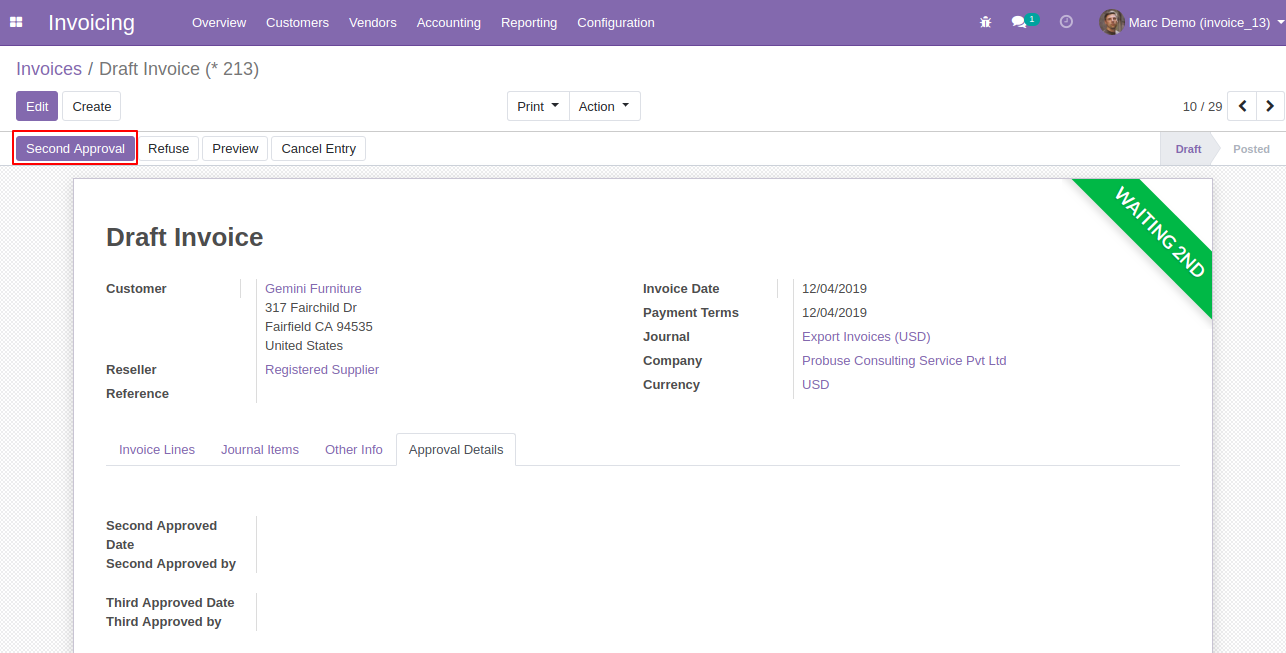 Invoicing Overview Customers Vendors Accounting Reporting Configuration 1 Marc Demo (invoice_13)
Invoices / Draft Invoice (* 213)
Edit Create Print Action 10 / 29
Second Approval Refuse Preview Cancel Entry Draft Posted
WAITING 2ND
Draft Invoice
Customer Gemini Furniture
317 Fairchild Dr
Fairfield CA 94535
United States
Reseller Registered Supplier
Reference
Invoice Date 12/04/2019
Payment Terms 12/04/2019
Journal Export Invoices (USD)
Company Probuse Consulting Service Pvt Ltd
Currency USD
Invoice Lines Journal Items Other Info Approval Details
Second Approved
Date
Second Approved by
Third Approved Date
Third Approved by